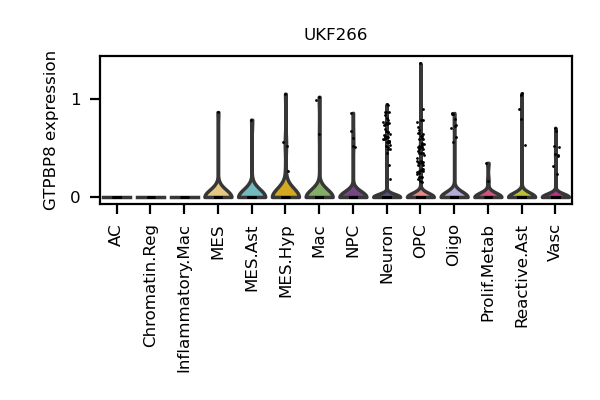 UKF266
GTPBP8 expression
1
0
AC
Chromatin.Reg
Inflammatory.Mac
MES
MES.Ast
MES.Hyp
Mac
NPC
Neuron
OPC
Oligo
Prolif.Metab
Reactive.Ast
Vasc